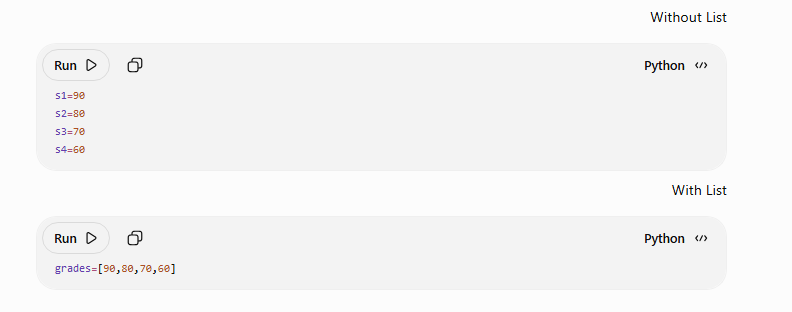 Without List
Run
Python
s1=90
s2=80
s3=70
s4=60
With List
Run
Python
grades=[90,80,70,60]